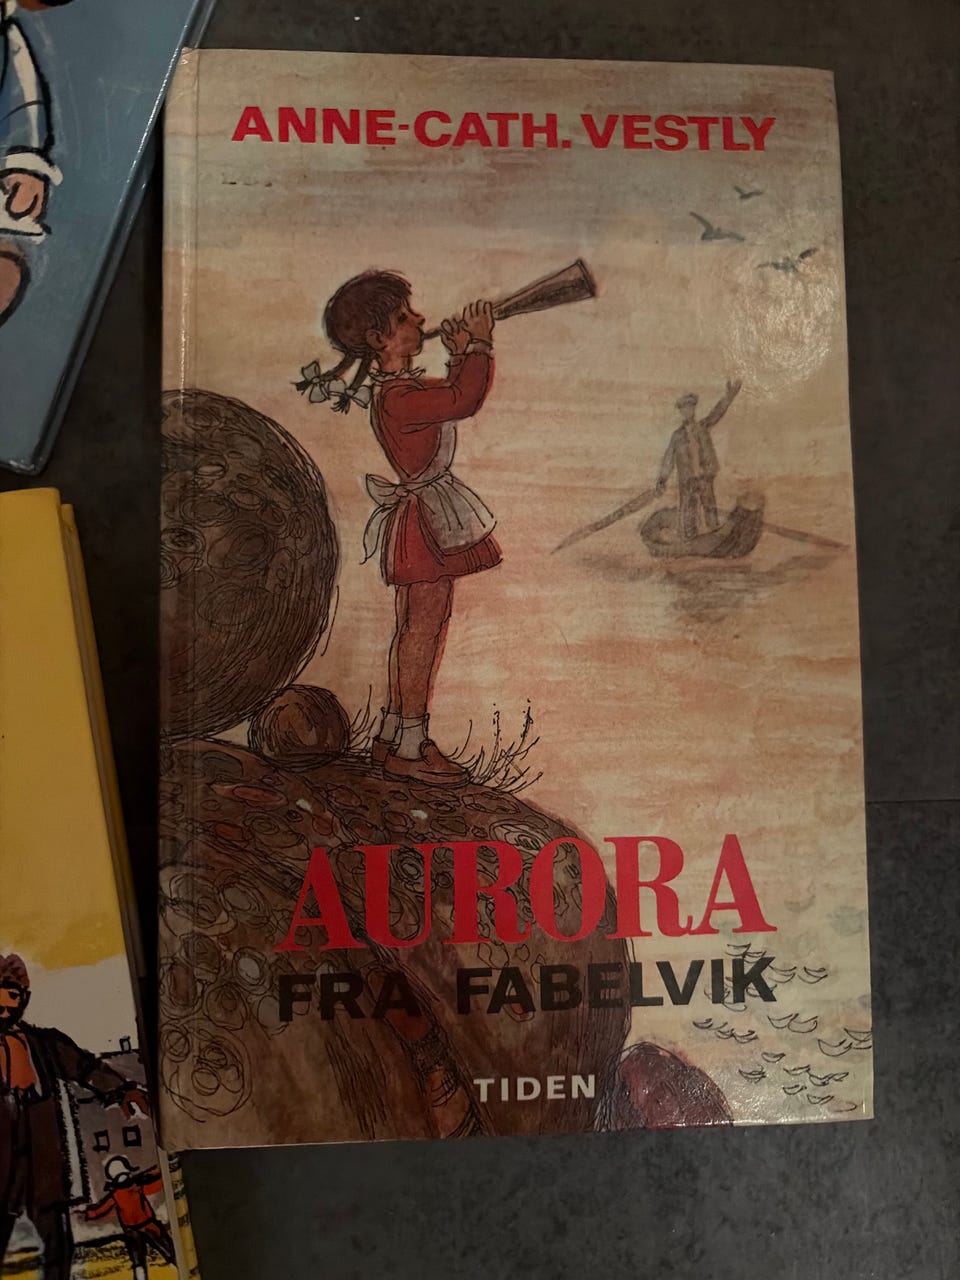 ANNE-CATH. VESTLY
AURORA
FRA FABELVIK
TIDEN